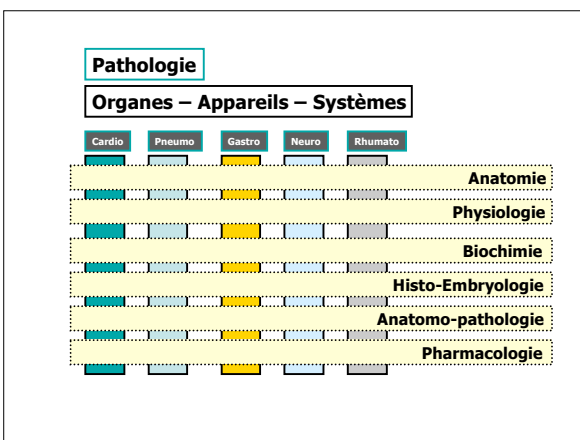 Pathologie
Organes – Appareils – Systèmes
Cardio Pneumo Gastro Neuro Rhumato
Anatomie
Physiologie
Biochimie
Histo-Embryologie
Anatomo-pathologie
Pharmacologie